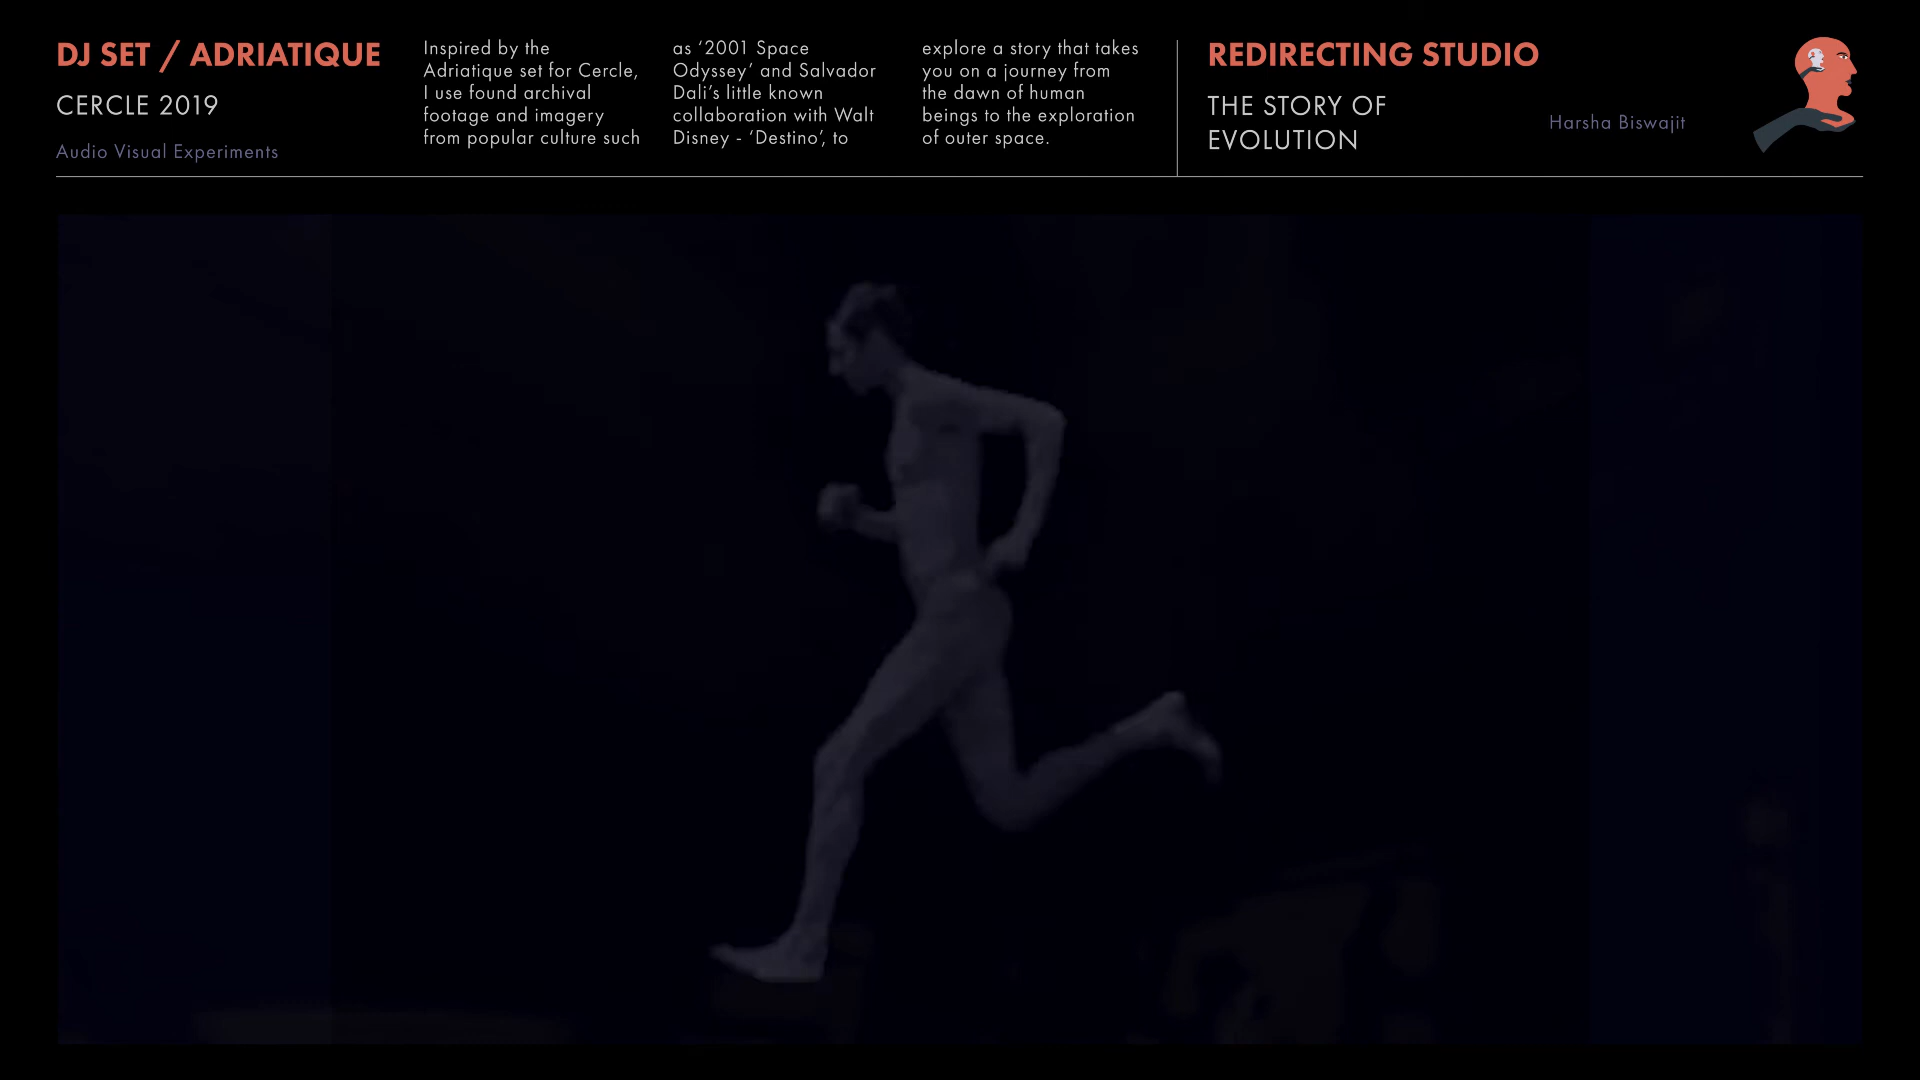 DJ SET / ADRIATIQUE
CERCLE 2019
Audio Visual Experiments
Inspired by the
Adriatique set for Cercle,
I use found archival
footage and imagery
from popular culture such
as ‘2001 Space
Odyssey’ and Salvador
Dali’s little known
collaboration with Walt
Disney - ‘Destino’, to
explore a story that takes
you on a journey from
the dawn of human
beings to the exploration
of outer space.
REDIRECTING STUDIO
THE STORY OF
EVOLUTION
Harsha Biswajit